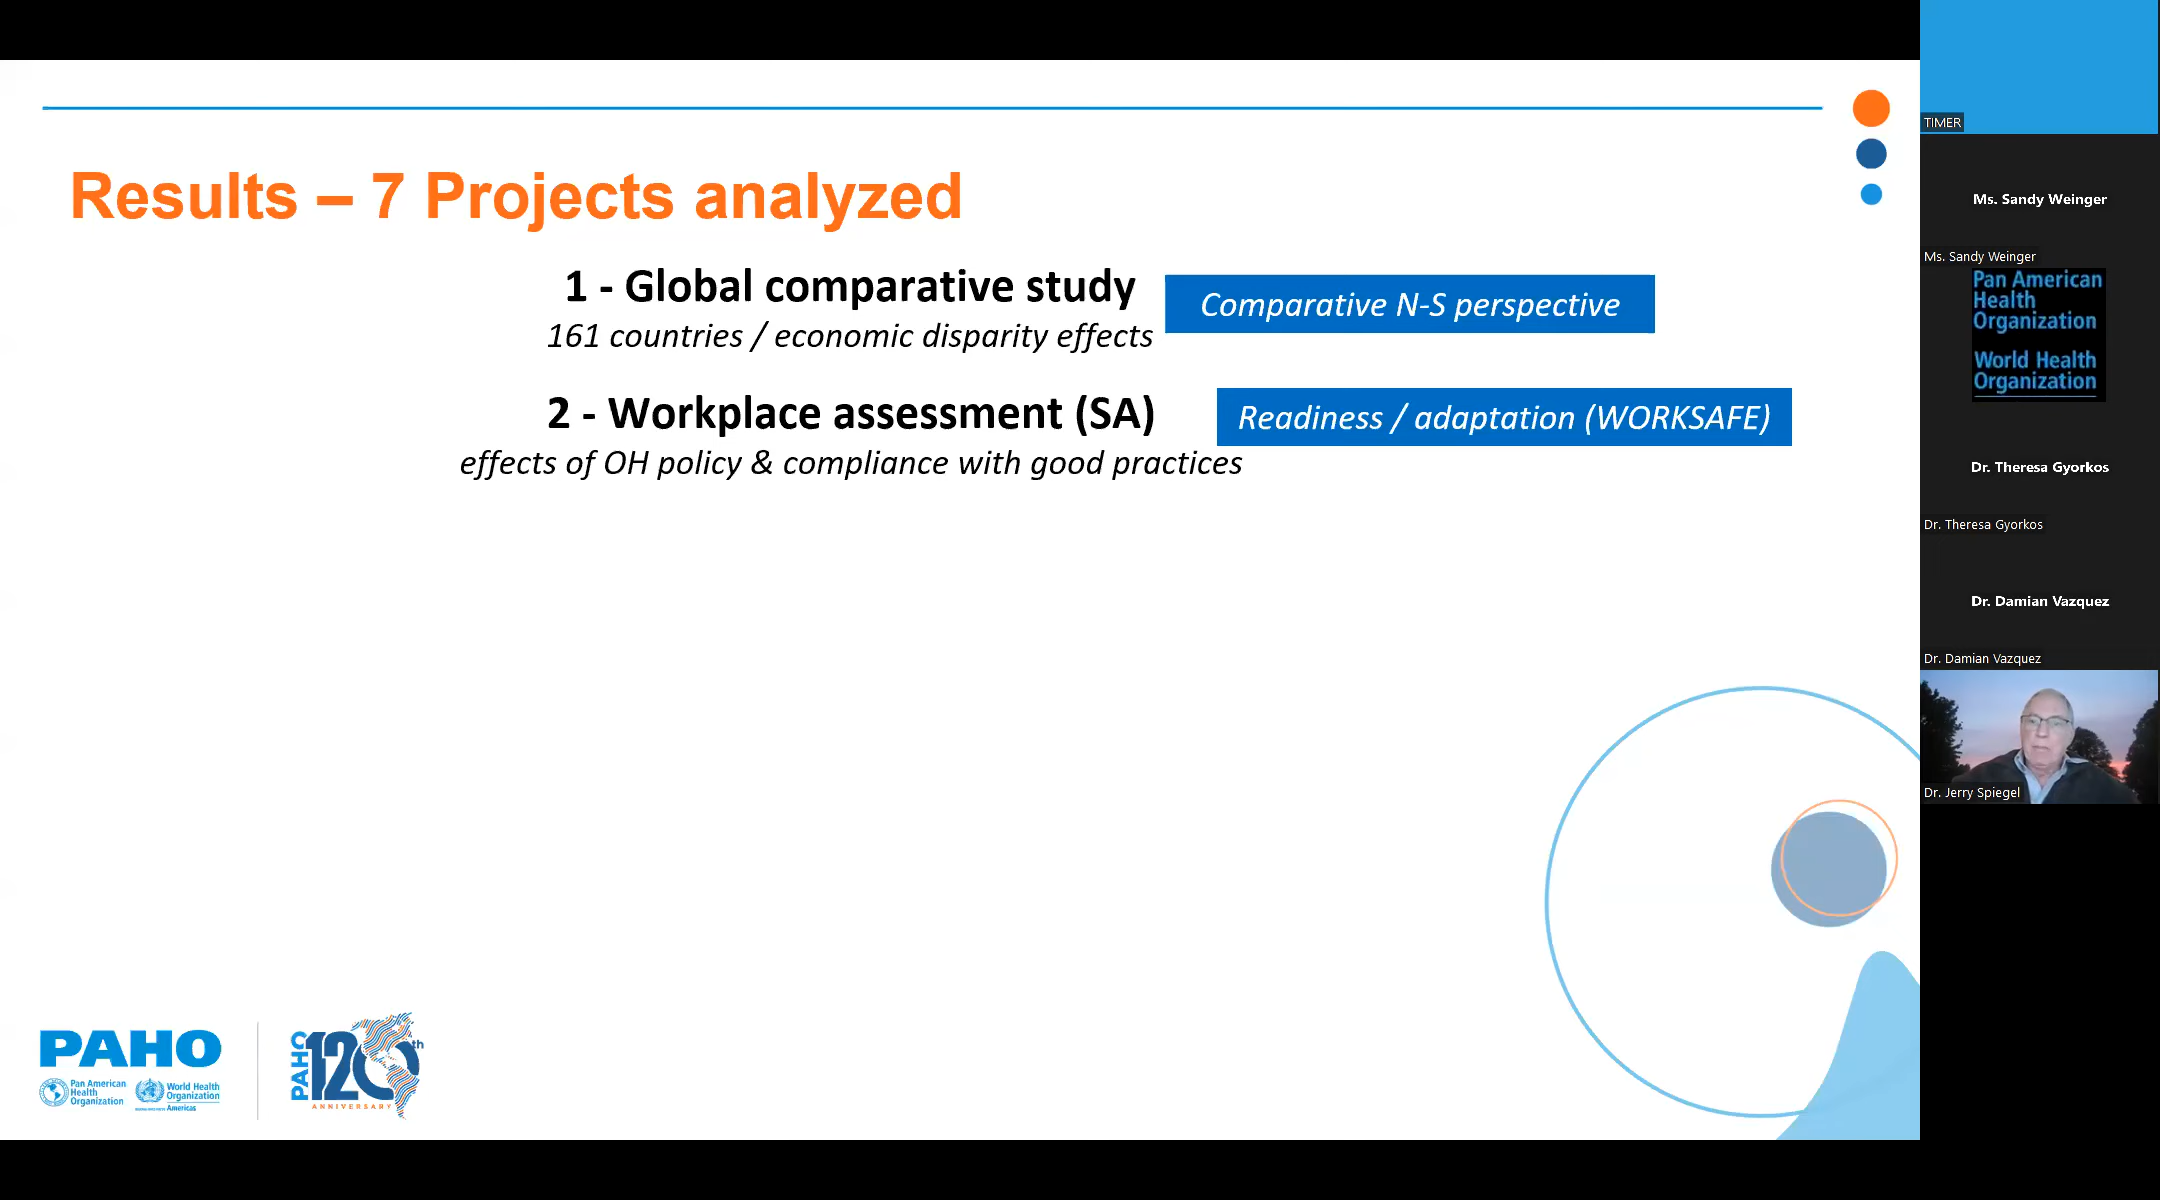 Results – 7 Projects analyzed
1 - Global comparative study
Comparative N-S perspective
161 countries / economic disparity effects
2 - Workplace assessment (SA)
Readiness / adaptation (WORKSAFE)
effects of OH policy & compliance with good practices
PAHO
Pan American
Health
Organization
World Health
Organization
Americas
PAHO
120th
ANNIVERSARY
TIMER
Ms. Sandy Weinger
Ms. Sandy Weinger
Pan American
Health
Organization
World Health
Organization
Dr. Theresa Gyorkos
Dr. Theresa Gyorkos
Dr. Damian Vazquez
Dr. Damian Vazquez
Dr. Jerry Spiegel